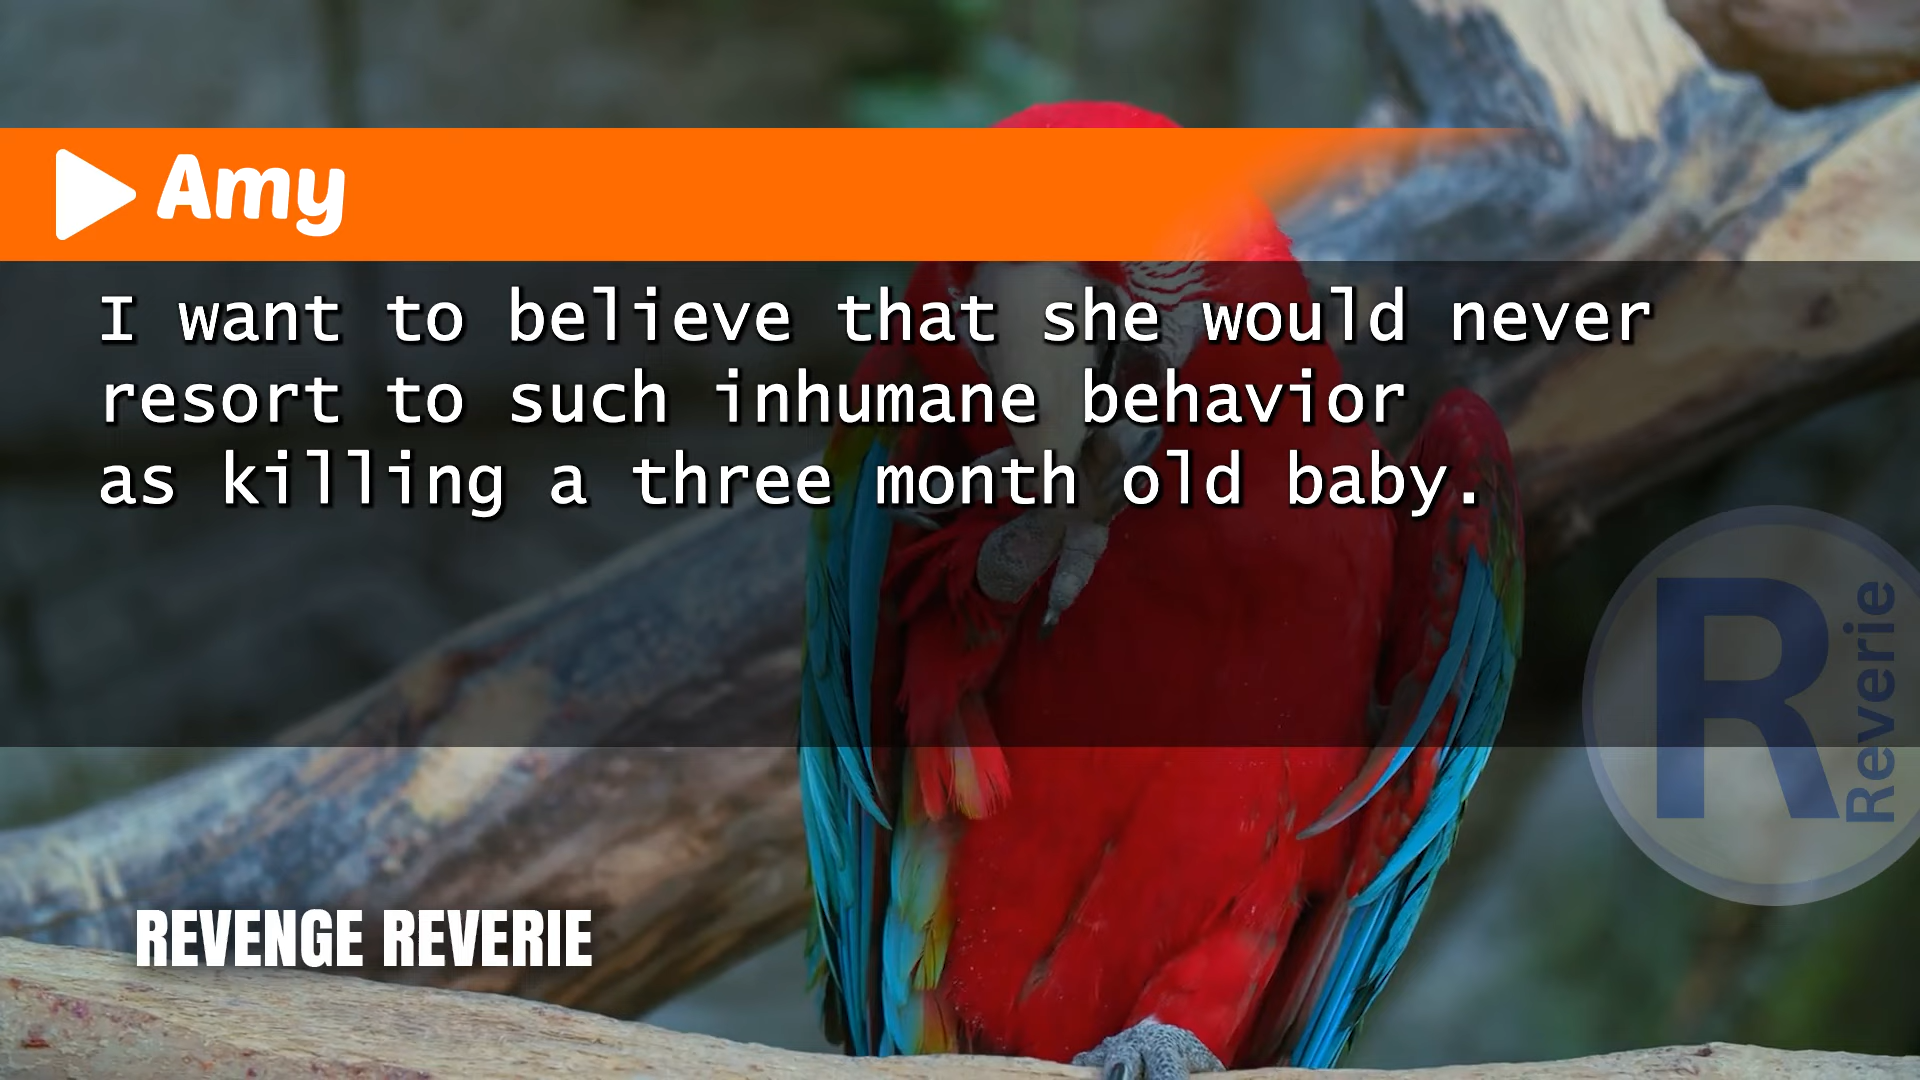 Amy
I want to believe that she would never
resort to such inhumane behavior
as killing a three month old baby.
R
Reverie
REVENGE REVERIE